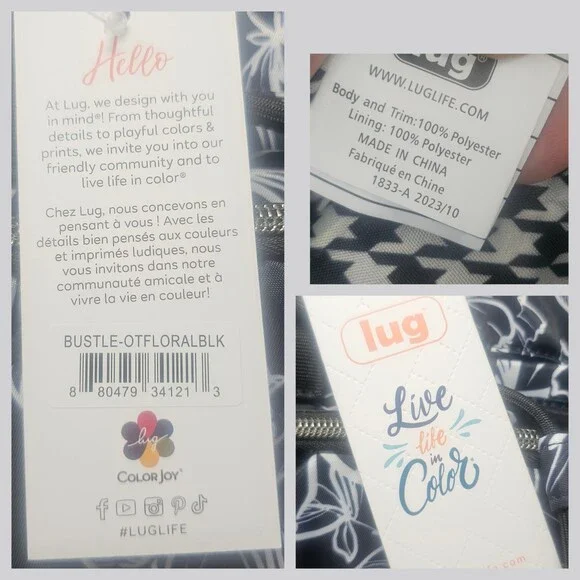 Hello
At Lug, we design with you
in mind®! From thoughtful
details to playful colors &
prints, we invite you into our
friendly community and to
live life in color®
Chez Lug, nous concevons en
pensant à vous ! Avec les
détails bien pensés aux couleurs
et imprimés ludiques, nous
vous invitons dans notre
communauté amicale et à
vivre la vie en couleur!
BUSTLE-OTFLORALBLK
8 80479 34121 3
lug
COLOR JOY
#LUGLIFE
lug
WWW.LUGLIFE.COM
Body and Trim:100% Polyester
Lining: 100% Polyester
MADE IN CHINA
Fabriqué en Chine
1833-A 2023/10
lug
Live
life
in
Color